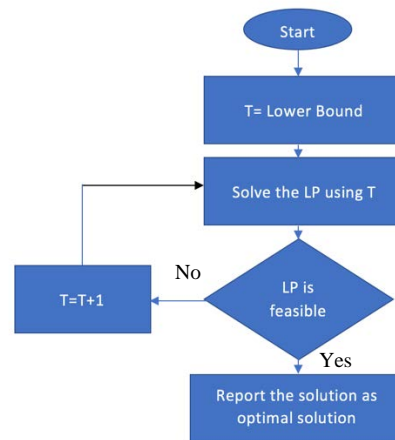 Start
T= Lower Bound
Solve the LP using T
No
T=T+1
LP is
feasible
Yes
Report the solution as
optimal solution